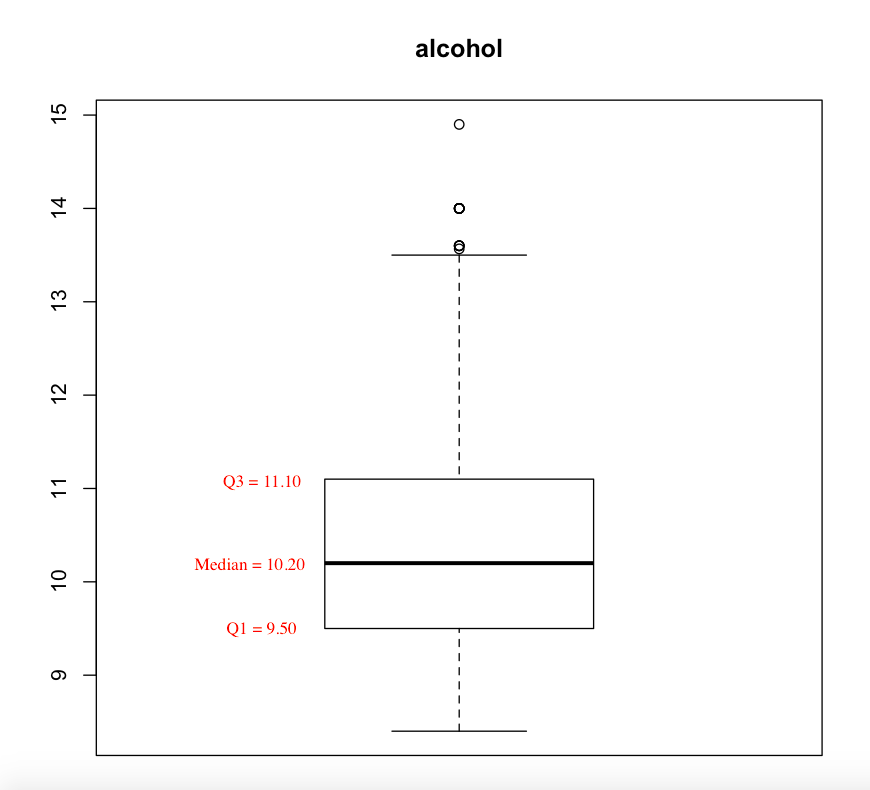 alcohol
15
14
13
12
11
Q3 = 11.10
Median = 10.20
10
Q1 = 9.50
9